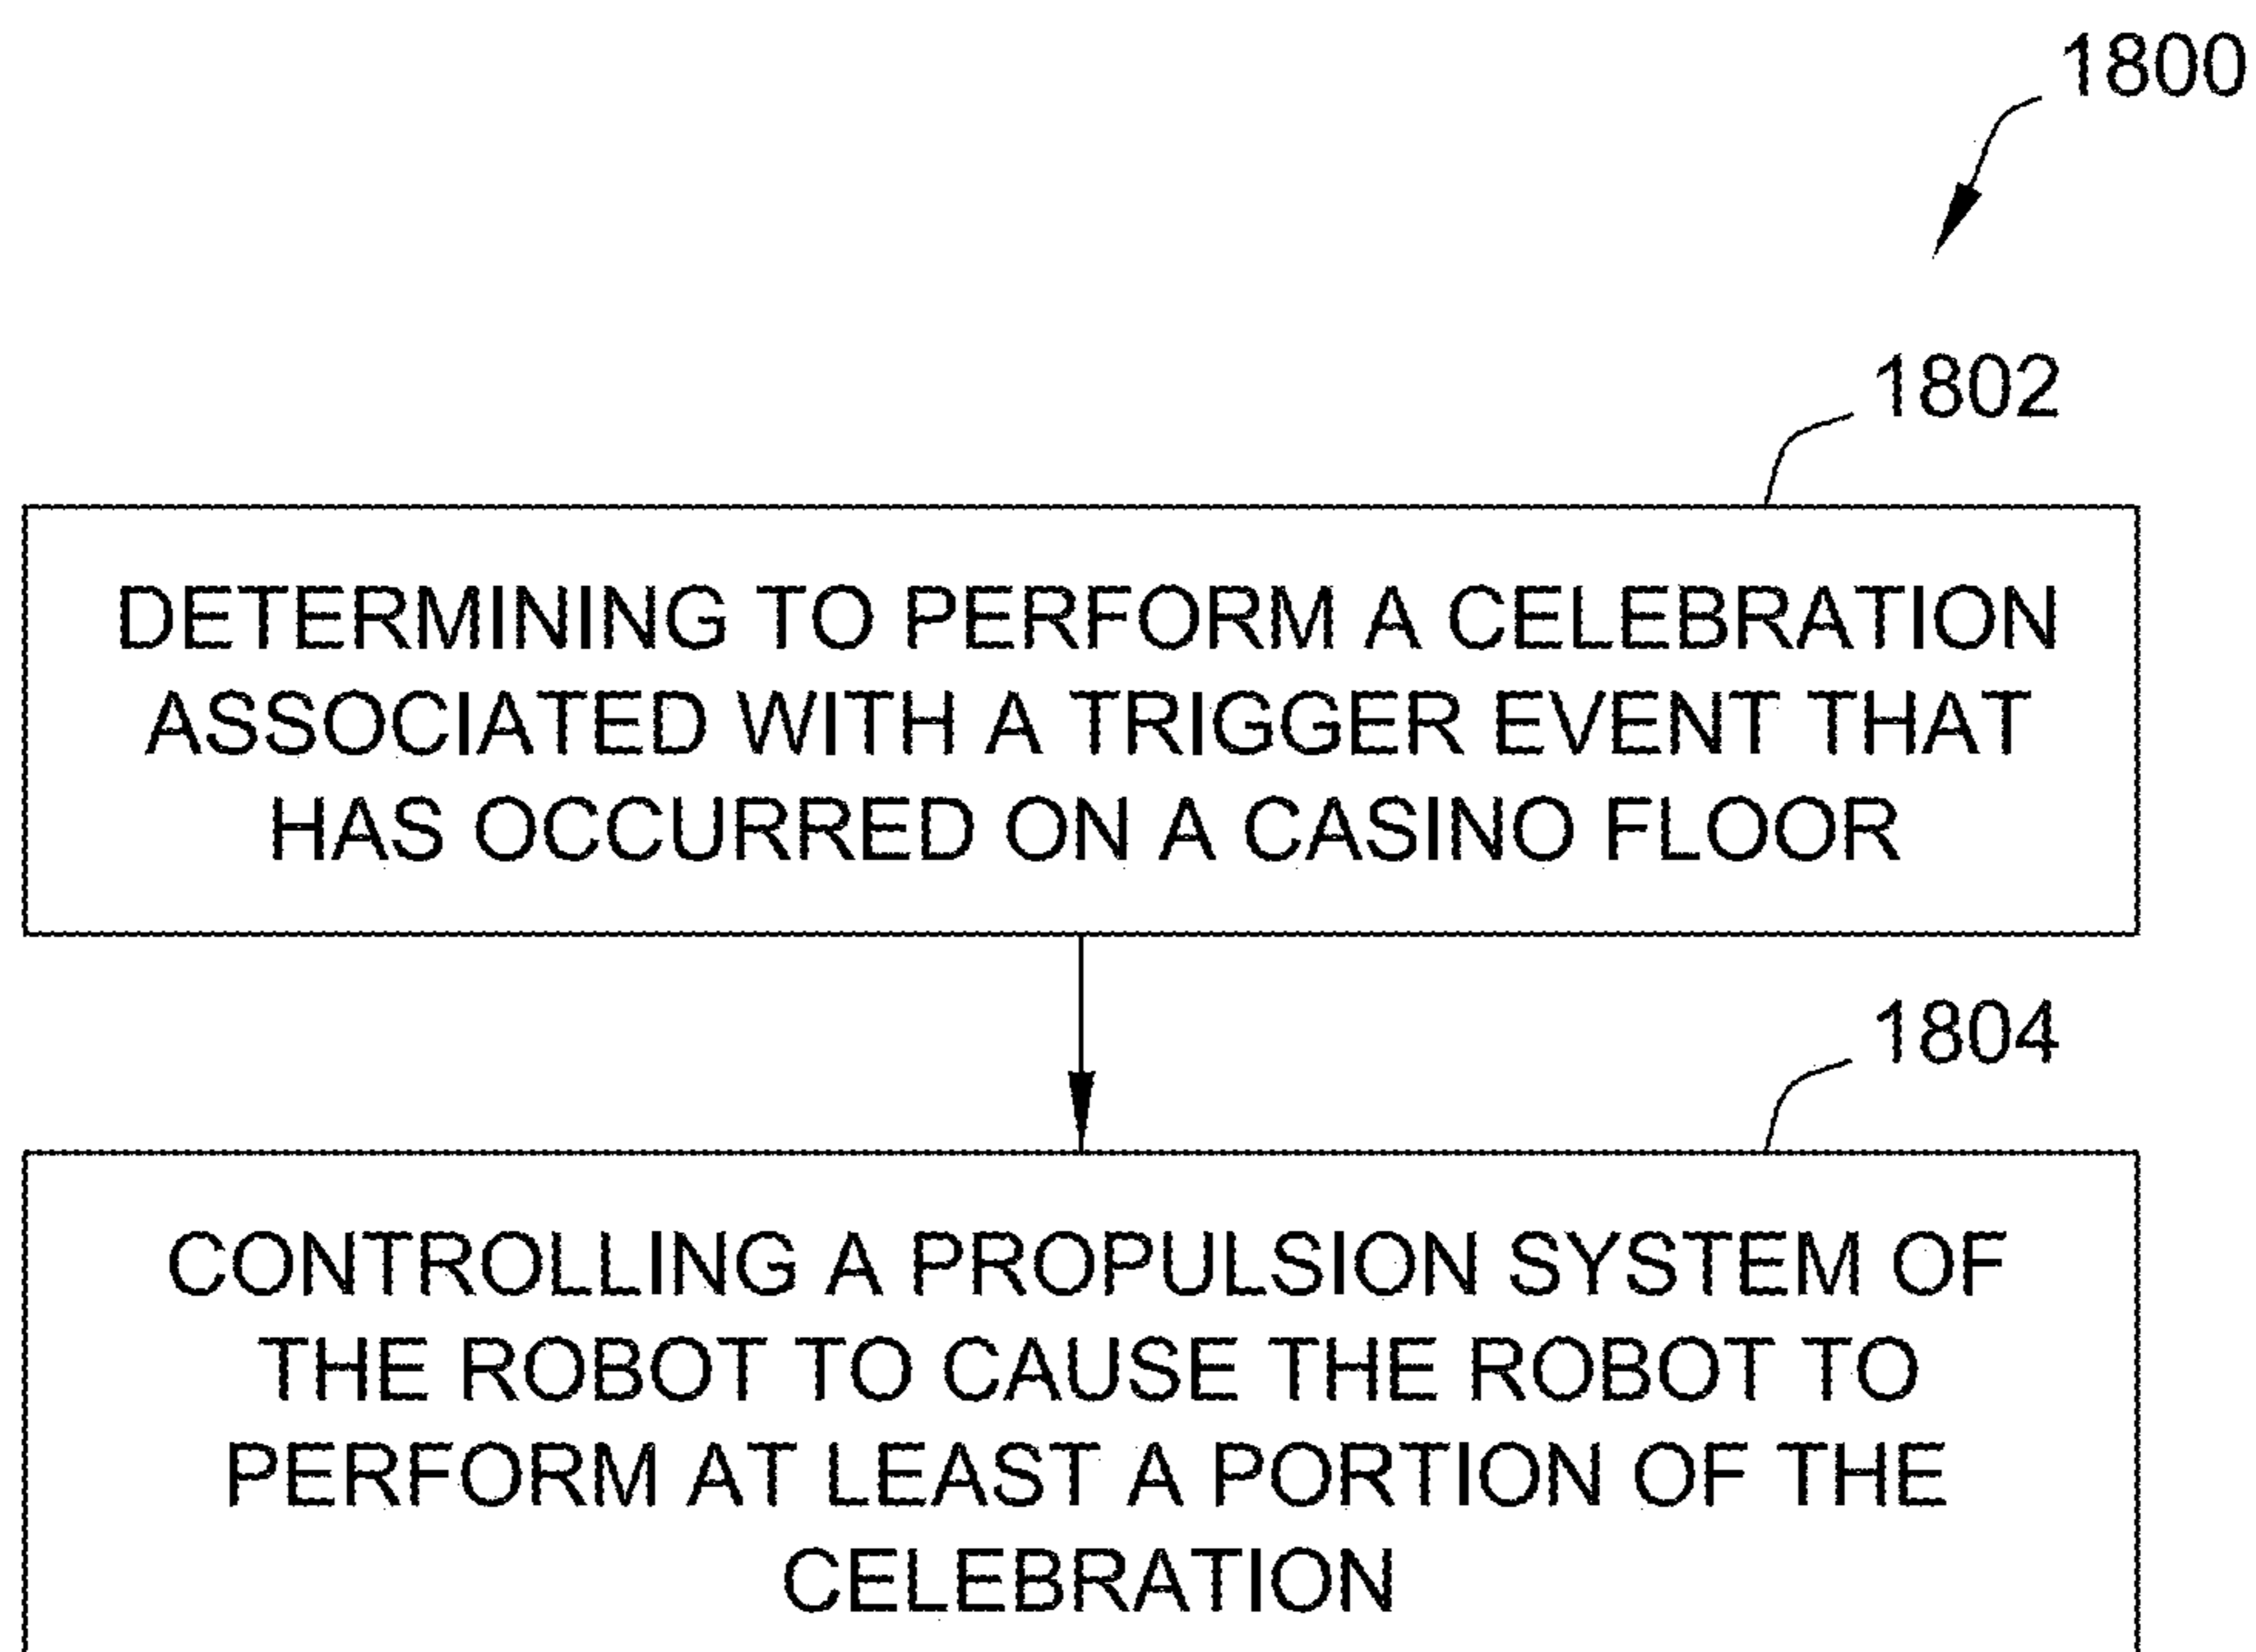 1800
1802
DETERMINING TO PERFORM A CELEBRATION
ASSOCIATED WITH A TRIGGER EVENT THAT
HAS OCCURRED ON A CASINO FLOOR
1804
CONTROLLING A PROPULSION SYSTEM OF
THE ROBOT TO CAUSE THE ROBOT TO
PERFORM AT LEAST A PORTION OF THE
CELEBRATION